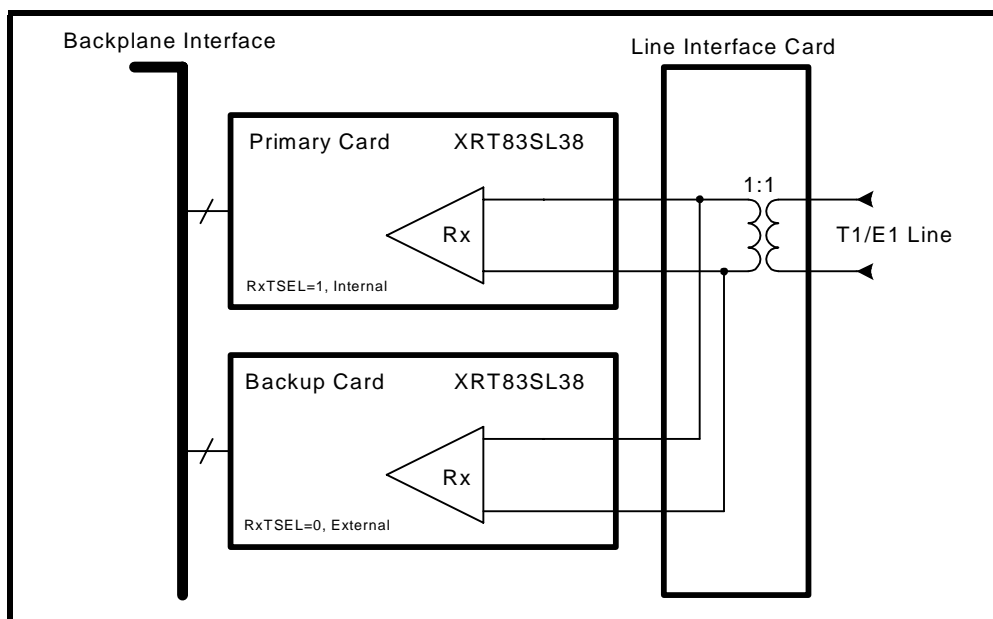 Backplane Interface
Line Interface Card
Primary Card XRT83SL38
1:1
Rx
T1/E1 Line
RxTSEL=1, Internal
Backup Card XRT83SL38
Rx
RxTSEL=0, External